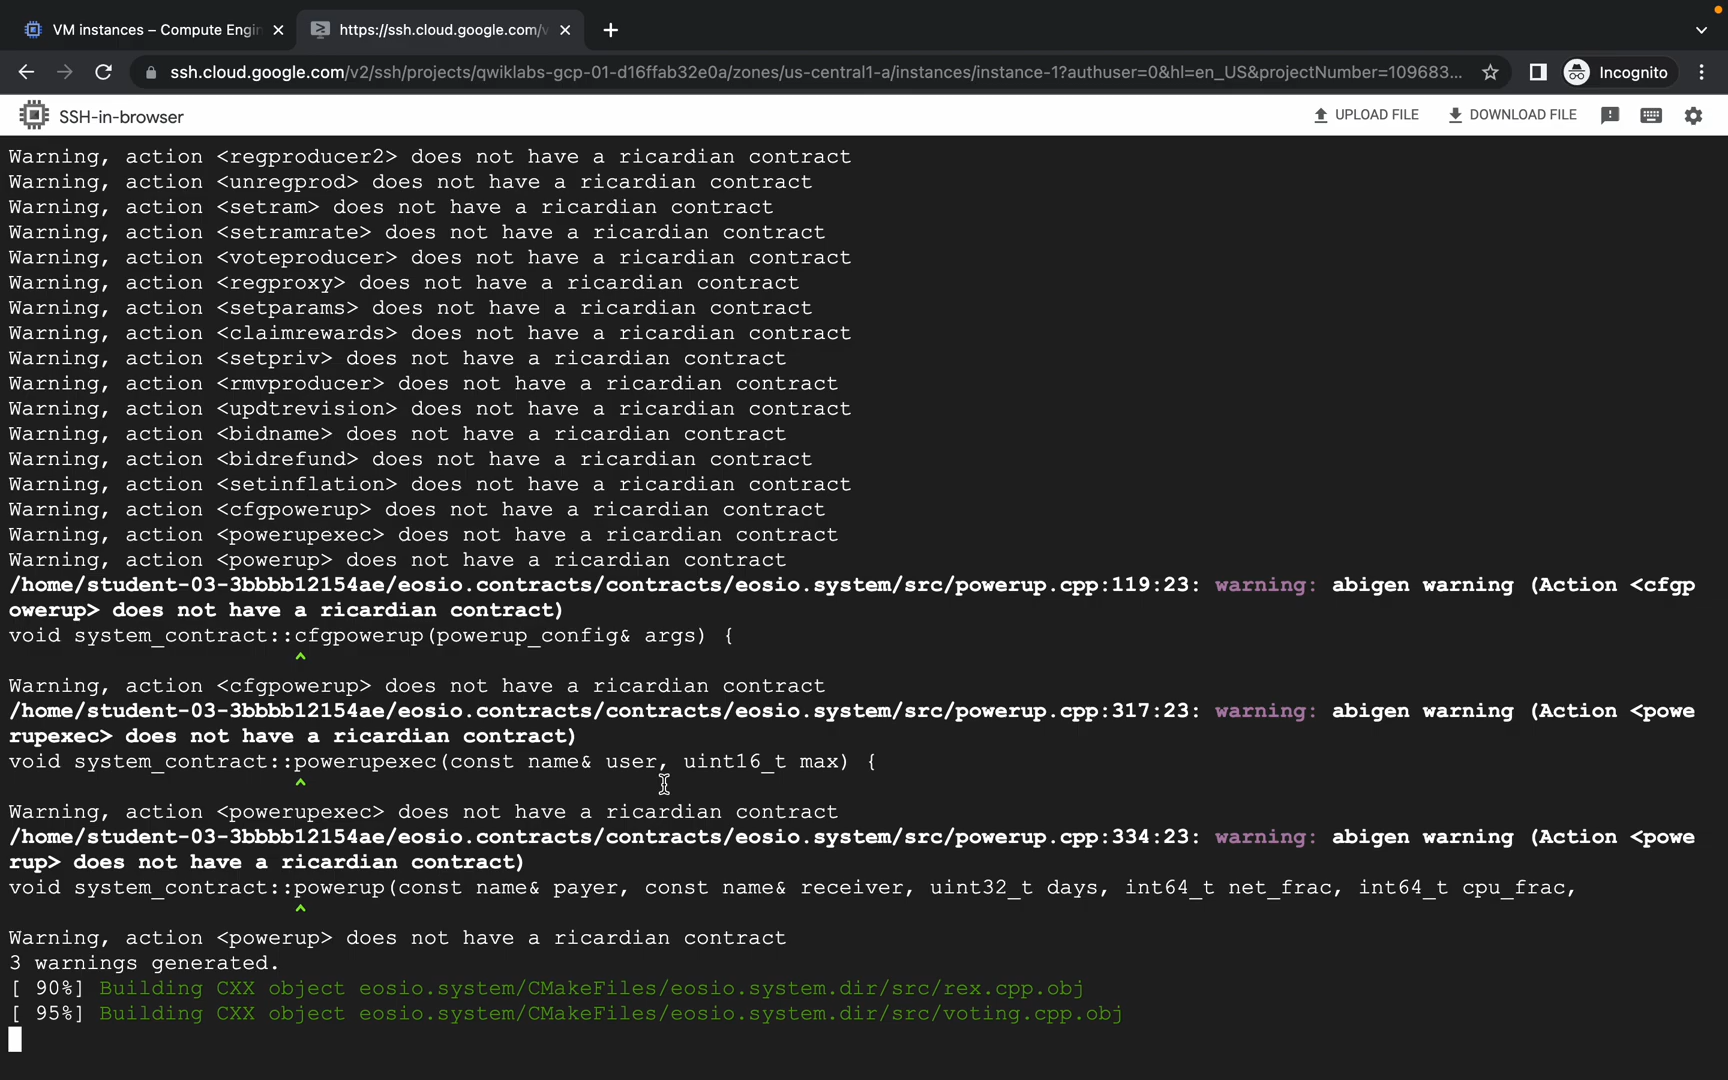 VM instances – Compute Engin
https://ssh.cloud.google.com/v
ssh.cloud.google.com/v2/ssh/projects/qwiklabs-gcp-01-d16ffab32e0a/zones/us-central1-a/instances/instance-1?authuser=0&hl=en_US&projectNumber=109683...
Incognito
SSH-in-browser
UPLOAD FILE
DOWNLOAD FILE
Warning, action <regproducer2> does not have a ricardian contract
Warning, action <unregprod> does not have a ricardian contract
Warning, action <setram> does not have a ricardian contract
Warning, action <setramrate> does not have a ricardian contract
Warning, action <voteproducer> does not have a ricardian contract
Warning, action <regproxy> does not have a ricardian contract
Warning, action <setparams> does not have a ricardian contract
Warning, action <claimrewards> does not have a ricardian contract
Warning, action <setpriv> does not have a ricardian contract
Warning, action <rmvproducer> does not have a ricardian contract
Warning, action <updtrevision> does not have a ricardian contract
Warning, action <bidname> does not have a ricardian contract
Warning, action <bidrefund> does not have a ricardian contract
Warning, action <setinflation> does not have a ricardian contract
Warning, action <cfgpowerup> does not have a ricardian contract
Warning, action <powerupexec> does not have a ricardian contract
Warning, action <powerup> does not have a ricardian contract
/home/student-03-3bbbb12154ae/eosio.contracts/contracts/eosio.system/src/powerup.cpp:119:23: warning: abigen warning (Action <cfgp
owerup> does not have a ricardian contract)
void system_contract::cfgpowerup(powerup_config& args) {
^
Warning, action <cfgpowerup> does not have a ricardian contract
/home/student-03-3bbbb12154ae/eosio.contracts/contracts/eosio.system/src/powerup.cpp:317:23: warning: abigen warning (Action <powe
rupexec> does not have a ricardian contract)
void system_contract::powerupexec(const name& user, uint16_t max) {
^
Warning, action <powerupexec> does not have a ricardian contract
/home/student-03-3bbbb12154ae/eosio.contracts/contracts/eosio.system/src/powerup.cpp:334:23: warning: abigen warning (Action <powe
rup> does not have a ricardian contract)
void system_contract::powerup(const name& payer, const name& receiver, uint32_t days, int64_t net_frac, int64_t cpu_frac,
^
Warning, action <powerup> does not have a ricardian contract
3 warnings generated.
[ 90%] Building CXX object eosio.system/CMakeFiles/eosio.system.dir/src/rex.cpp.obj
[ 95%] Building CXX object eosio.system/CMakeFiles/eosio.system.dir/src/voting.cpp.obj